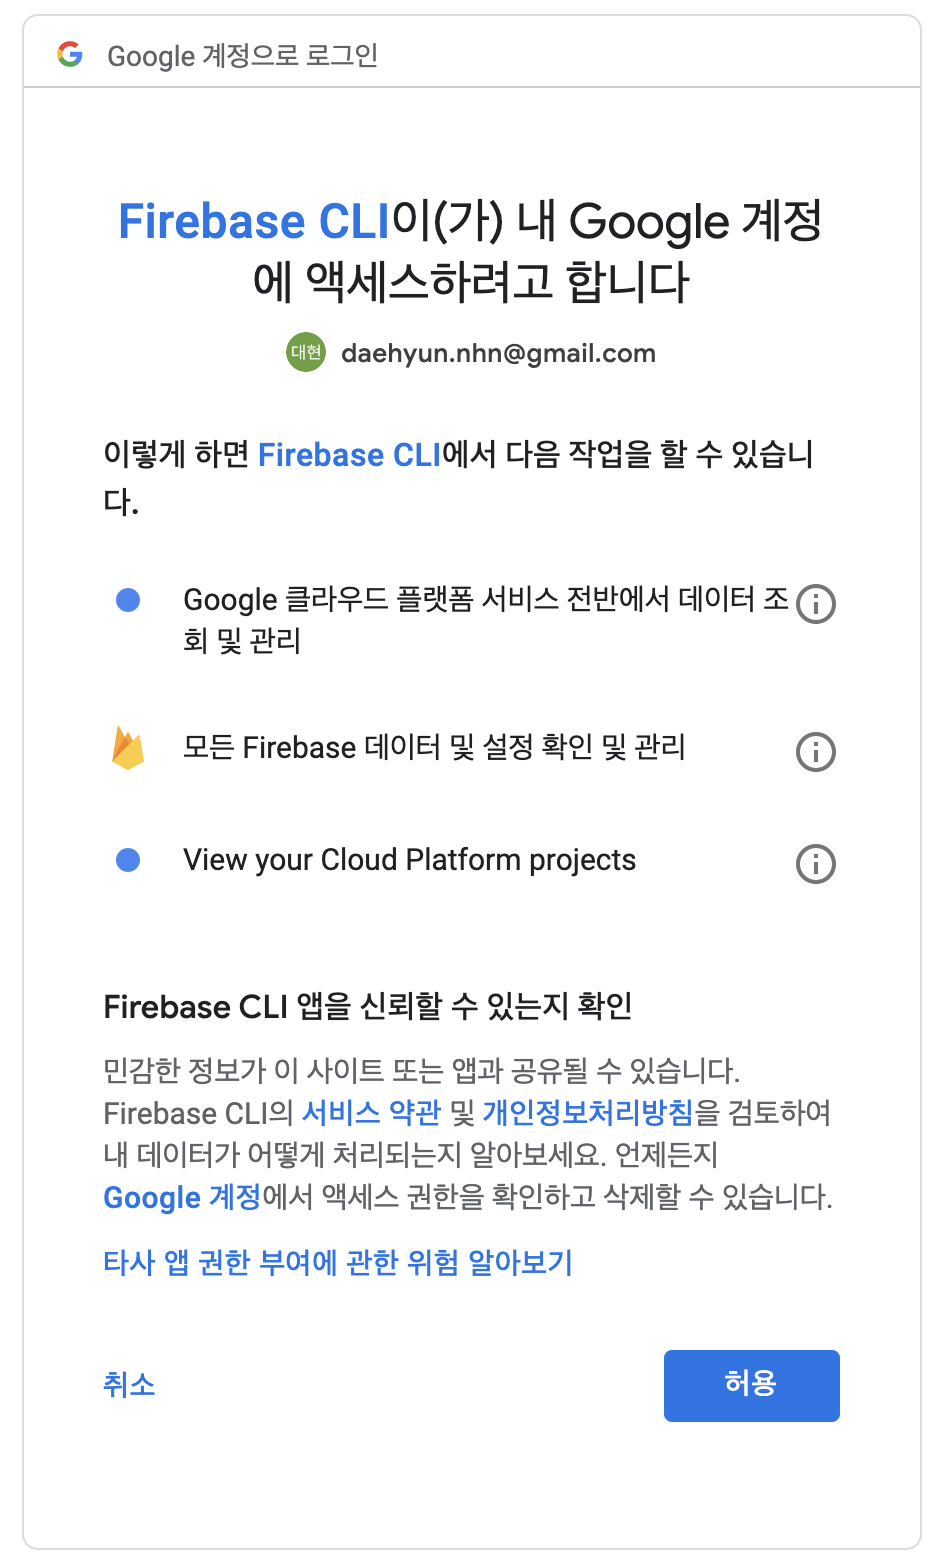 Google 계정으로 로그인
Firebase CLI이(가) 내 Google 계정
에 액세스하려고 합니다
대현 daehyun.nhn@gmail.com
이렇게 하면 Firebase CLI에서 다음 작업을 할 수 있습니
다.
Google 클라우드 플랫폼 서비스 전반에서 데이터 조
회 및 관리
모든 Firebase 데이터 및 설정 확인 및 관리
View your Cloud Platform projects
Firebase CLI 앱을 신뢰할 수 있는지 확인
민감한 정보가 이 사이트 또는 앱과 공유될 수 있습니다.
Firebase CLI의 서비스 약관 및 개인정보처리방침을 검토하여
내 데이터가 어떻게 처리되는지 알아보세요. 언제든지
Google 계정에서 액세스 권한을 확인하고 삭제할 수 있습니다.
타사 앱 권한 부여에 관한 위험 알아보기
취소 허용